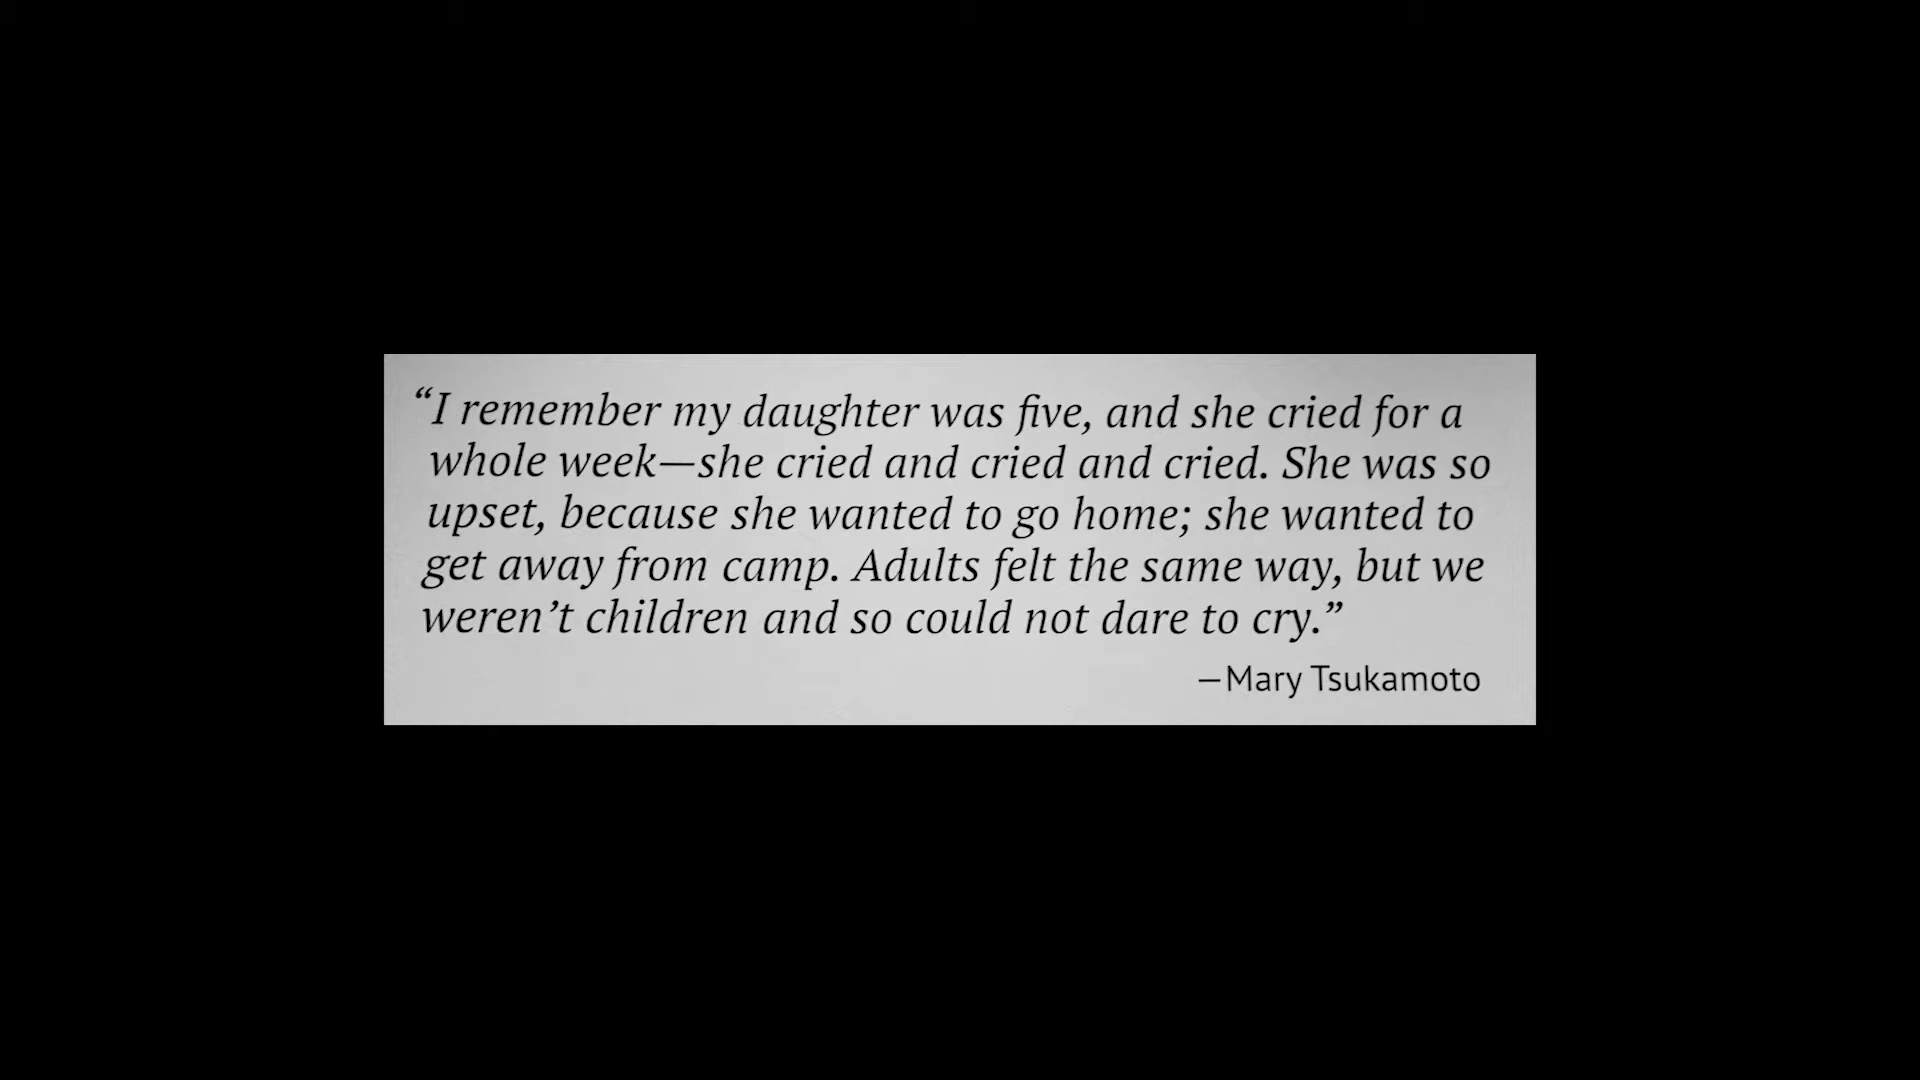 “I remember my daughter was five, and she cried for a
whole week—she cried and cried and cried. She was so
upset, because she wanted to go home; she wanted to
get away from camp. Adults felt the same way, but we
weren’t children and so could not dare to cry.”
—Mary Tsukamoto